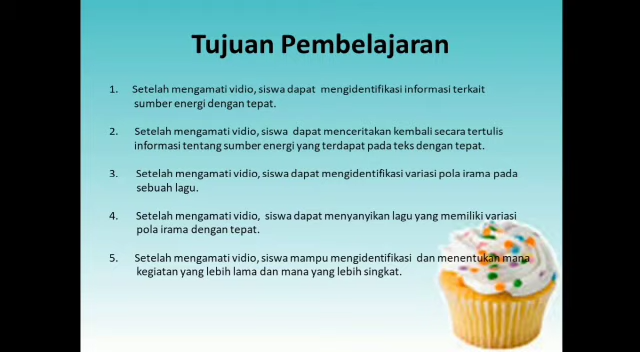 Tujuan Pembelajaran
1. Setelah mengamati vidio, siswa dapat mengidentifikasi informasi terkait
sumber energi dengan tepat.
2. Setelah mengamati vidio, siswa dapat menceritakan kembali secara tertulis
informasi tentang sumber energi yang terdapat pada teks dengan tepat.
3. Setelah mengamati vidio, siswa dapat mengidentifikasi variasi pola irama pada
sebuah lagu.
4. Setelah mengamati vidio, siswa dapat menyanyikan lagu yang memiliki variasi
pola irama dengan tepat.
5. Setelah mengamati vidio, siswa mampu mengidentifikasi dan menentukan mana
kegiatan yang lebih lama dan mana yang lebih singkat.